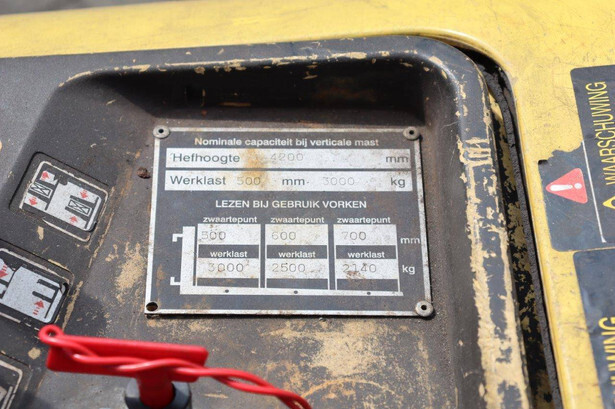 Nominale capaciteit bij verticale mast
Hefhoogte 4200 mm
Werklast 500 mm 3000 kg
LEZEN BIJ GEBRUIK VORKEN
zwaartepunt zwaartepunt zwaartepunt
500 600 700 mm
werklast werklast werklast
3000 2500 2140 kg
WAARSCHUWING